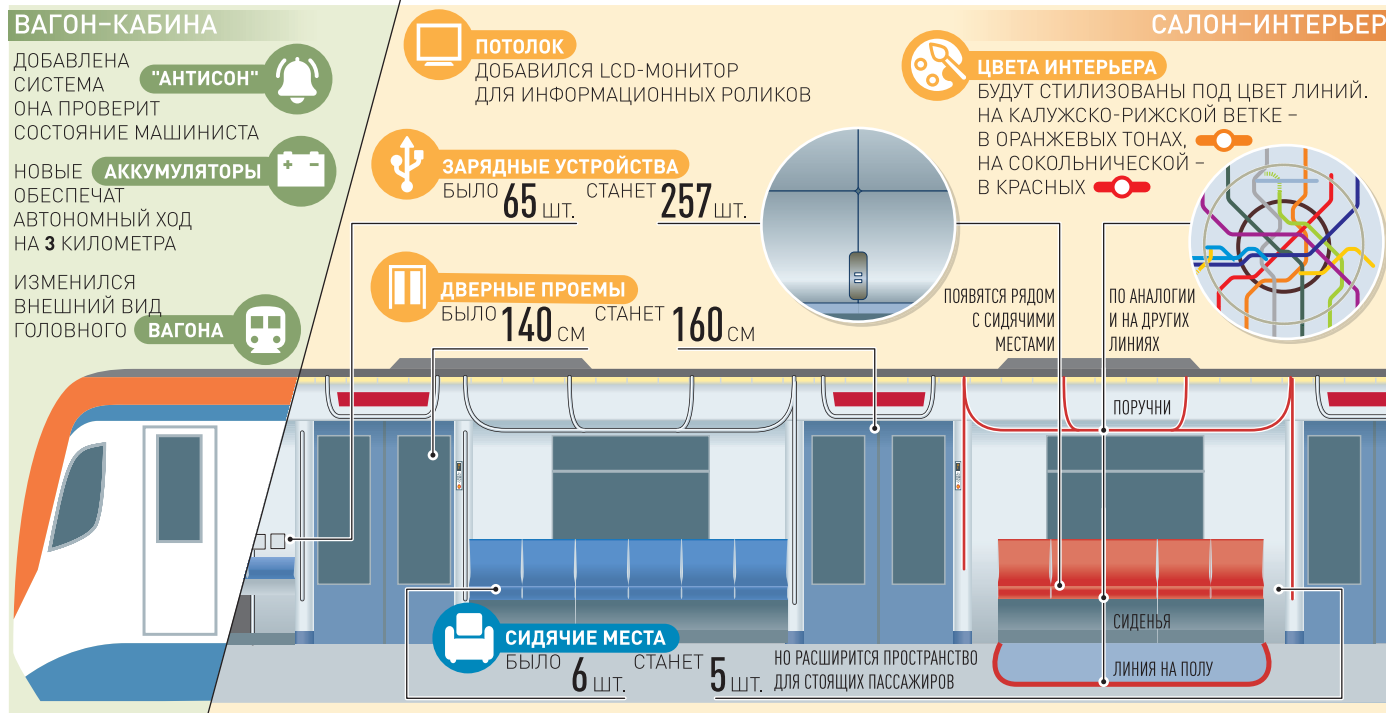 ВАГОН–КАБИНА
ДОБАВЛЕНА
СИСТЕМА "АНТИСОН"
ОНА ПРОВЕРИТ
СОСТОЯНИЕ МАШИНИСТА
НОВЫЕ АККУМУЛЯТОРЫ
ОБЕСПЕЧАТ
АВТОНОМНЫЙ ХОД
НА 3 КИЛОМЕТРА
ИЗМЕНИЛСЯ
ВНЕШНИЙ ВИД
ГОЛОВНОГО ВАГОНА
САЛОН–ИНТЕРЬЕР
ПОТОЛОК
ДОБАВИЛСЯ LCD-МОНИТОР
ДЛЯ ИНФОРМАЦИОННЫХ РОЛИКОВ
ЗАРЯДНЫЕ УСТРОЙСТВА
БЫЛО 65 ШТ. СТАНЕТ 257 ШТ.
ДВЕРНЫЕ ПРОЕМЫ
БЫЛО 140 СМ СТАНЕТ 160 СМ
ЦВЕТА ИНТЕРЬЕРА
БУДУТ СТИЛИЗОВАНЫ ПОД ЦВЕТ ЛИНИЙ.
НА КАЛУЖСКО-РИЖСКОЙ ВЕТКЕ –
В ОРАНЖЕВЫХ ТОНАХ,
НА СОКОЛЬНИЧЕСКОЙ –
В КРАСНЫХ
ПОЯВЯТСЯ РЯДОМ
С СИДЯЧИМИ
МЕСТАМИ
ПО АНАЛОГИИ
И НА ДРУГИХ
ЛИНИЯХ
ПОРУЧНИ
СИДЕНЬЯ
ЛИНИЯ НА ПОЛУ
СИДЯЧИЕ МЕСТА
БЫЛО 6 ШТ. СТАНЕТ 5 ШТ.
НО РАСШИРИТСЯ ПРОСТРАНСТВО
ДЛЯ СТОЯЩИХ ПАССАЖИРОВ